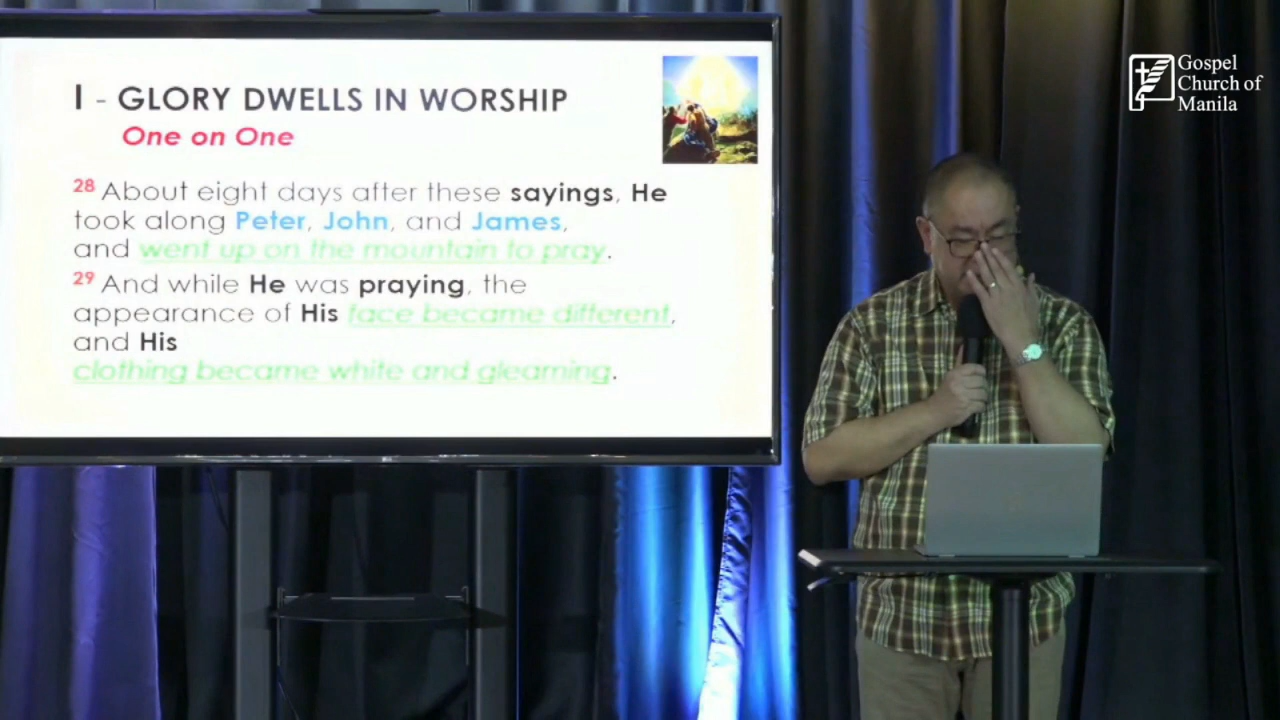 I - GLORY DWELLS IN WORSHIP
One on One
28 About eight days after these sayings, He
took along Peter, John, and James,
and went up on the mountain to pray.
29 And while He was praying, the
appearance of His face became different,
and His
clothing became white and gleaming.
Gospel
Church of
Manila